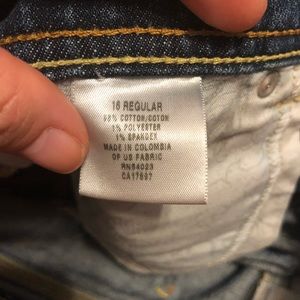 16 REGULAR
98% COTTON/COTON
1% POLYESTER
1% SPANDEX
MADE IN COLOMBIA
OF US FABRIC
RN54023
CA17697